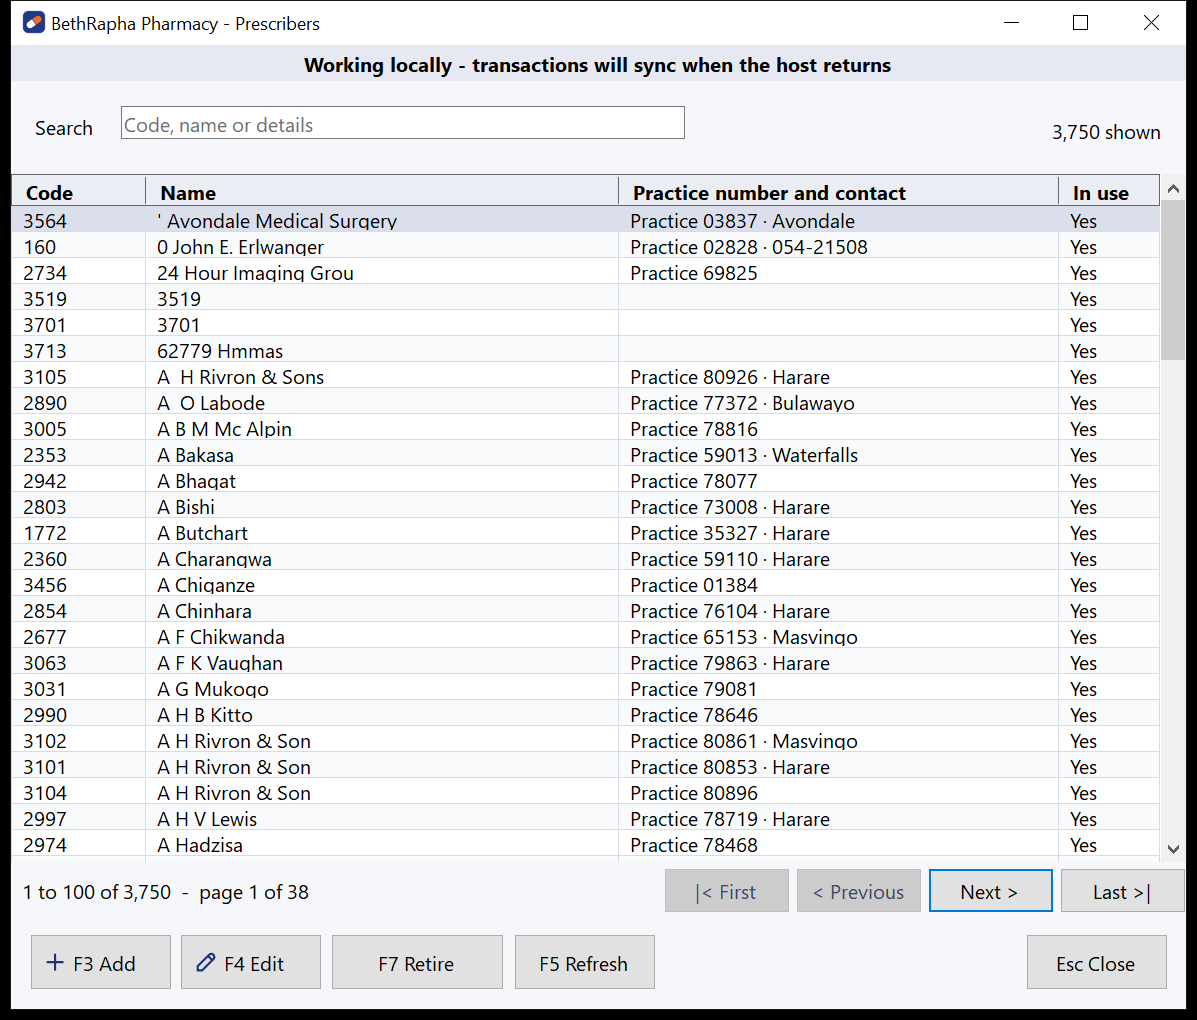 BethRapha Pharmacy - Prescribers
Working locally - transactions will sync when the host returns
Search Code, name or details 3,750 shown
Code Name Practice number and contact In use
3564 ' Avondale Medical Surgery Practice 03837 · Avondale Yes
160 0 John E. Erlwanger Practice 02828 · 054-21508 Yes
2734 24 Hour Imaging Grou Practice 69825 Yes
3519 3519 Yes
3701 3701 Yes
3713 62779 Hmmas Yes
3105 A  H Rivron & Sons Practice 80926 · Harare Yes
2890 A  O Labode Practice 77372 · Bulawayo Yes
3005 A B M Mc Alpin Practice 78816 Yes
2353 A Bakasa Practice 59013 · Waterfalls Yes
2942 A Bhagat Practice 78077 Yes
2803 A Bishi Practice 73008 · Harare Yes
1772 A Butchart Practice 35327 · Harare Yes
2360 A Charangwa Practice 59110 · Harare Yes
3456 A Chiganze Practice 01384 Yes
2854 A Chinhara Practice 76104 · Harare Yes
2677 A F Chikwanda Practice 65153 · Masvingo Yes
3063 A F K Vaughan Practice 79863 · Harare Yes
3031 A G Mukogo Practice 79081 Yes
2990 A H B Kitto Practice 78646 Yes
3102 A H Rivron & Son Practice 80861 · Masvingo Yes
3101 A H Rivron & Son Practice 80853 · Harare Yes
3104 A H Rivron & Son Practice 80896 Yes
2997 A H V Lewis Practice 78719 · Harare Yes
2974 A Hadzisa Practice 78468 Yes
1 to 100 of 3,750 - page 1 of 38 |< First < Previous Next > Last >|
F3 Add F4 Edit F7 Retire F5 Refresh Esc Close